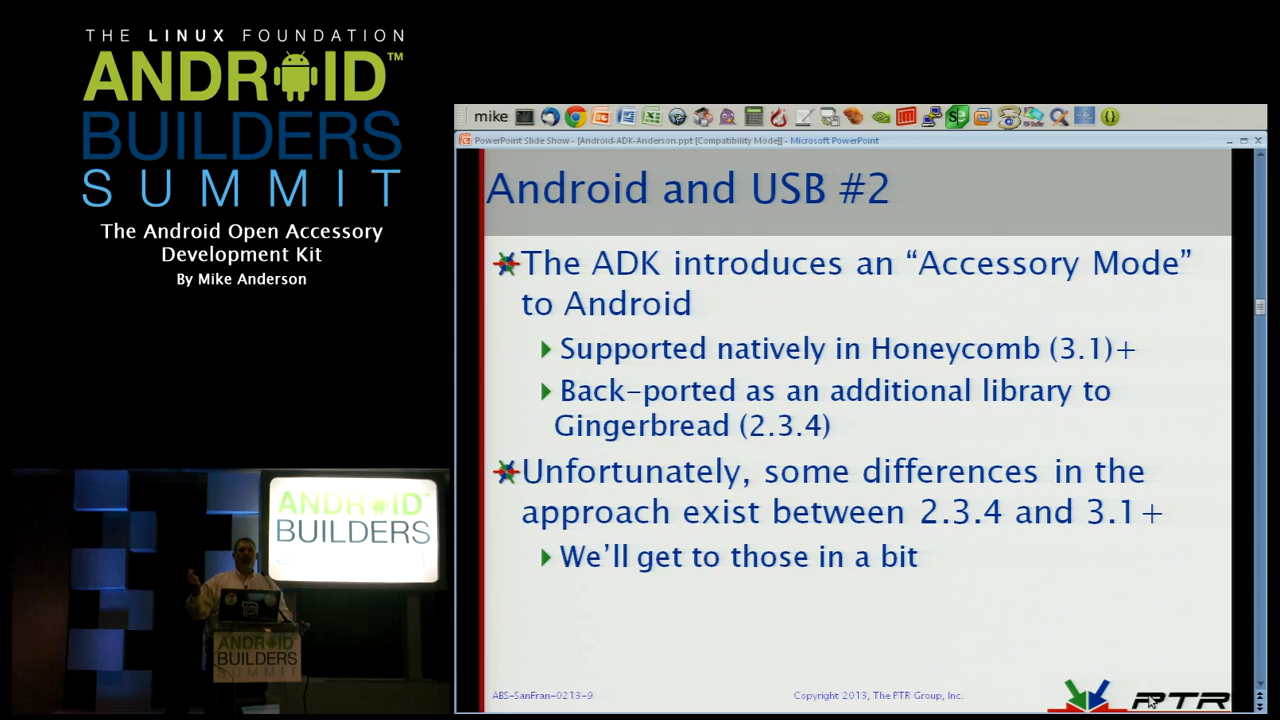 THE LINUX FOUNDATION
ANDROID™
BUILDERS
SUMMIT
The Android Open Accessory
Development Kit
By Mike Anderson
mike
PowerPoint Slide Show - [Android-ADK-Anderson.ppt [Compatibility Mode]] - Microsoft PowerPoint
Android and USB #2
The ADK introduces an “Accessory Mode”
to Android
Supported natively in Honeycomb (3.1)+
Back-ported as an additional library to
Gingerbread (2.3.4)
Unfortunately, some differences in the
approach exist between 2.3.4 and 3.1+
We’ll get to those in a bit
ABS-SanFran-0213-9
Copyright 2013, The PTR Group, Inc.
PTR
ANDROID
BUILDERS
ANDROID
BUILDERS
SUMMIT